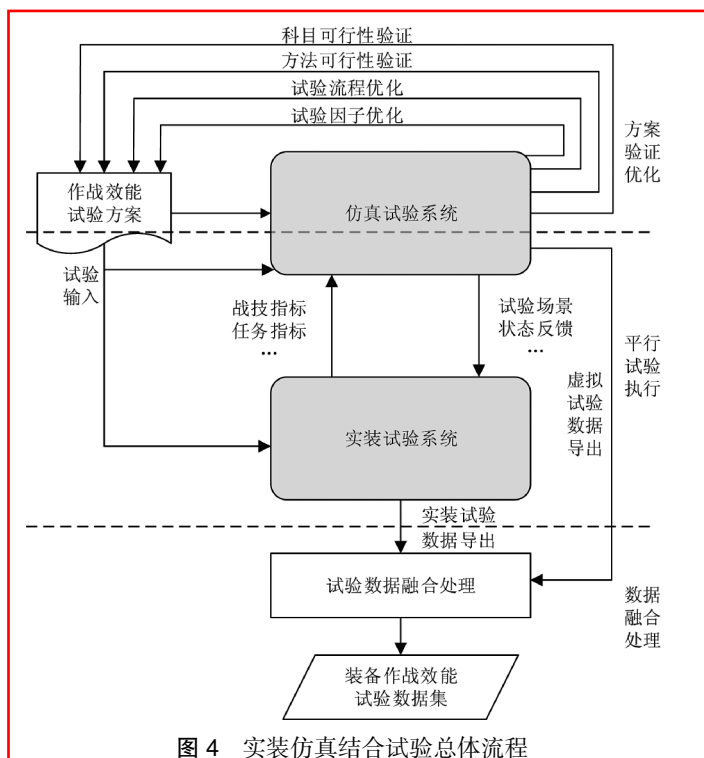 科目可行性验证
方法可行性验证
试验流程优化
试验因子优化
方案
验证
优化
作战效能
试验方案
仿真试验系统
试验
输入
战技指标
任务指标
...
试验场景
状态反馈
...
平行
试验
执行
虚拟
试验
数据
导出
实装试验系统
实装试验
数据导出
试验数据融合处理
数据
融合
处理
装备作战效能
试验数据集
图 4 实装仿真结合试验总体流程